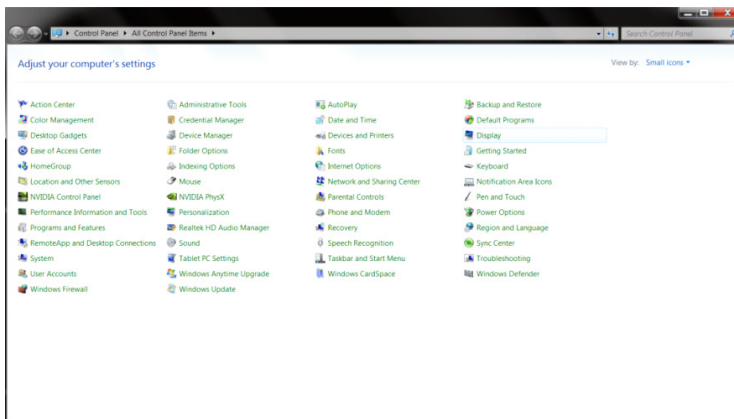 Control Panel All Control Panel Items Search Control Panel
Adjust your computer's settings View by: Small icons
Action Center Administrative Tools AutoPlay Backup and Restore
Color Management Credential Manager Date and Time Default Programs
Desktop Gadgets Device Manager Devices and Printers Display
Ease of Access Center Folder Options Fonts Getting Started
HomeGroup Indexing Options Internet Options Keyboard
Location and Other Sensors Mouse Network and Sharing Center Notification Area Icons
NVIDIA Control Panel NVIDIA PhysX Parental Controls Pen and Touch
Performance Information and Tools Personalization Phone and Modem Power Options
Programs and Features Realtek HD Audio Manager Recovery Region and Language
RemoteApp and Desktop Connections Sound Speech Recognition Sync Center
System Tablet PC Settings Taskbar and Start Menu Troubleshooting
User Accounts Windows Anytime Upgrade Windows CardSpace Windows Defender
Windows Firewall Windows Update